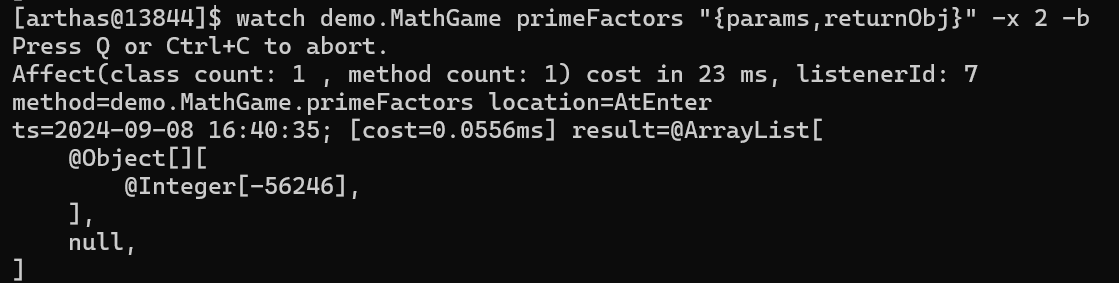 [arthas@13844]$ watch demo.MathGame primeFactors "{params,returnObj}" -x 2 -b
Press Q or Ctrl+C to abort.
Affect(class count: 1 , method count: 1) cost in 23 ms, listenerId: 7
method=demo.MathGame.primeFactors location=AtEnter
ts=2024-09-08 16:40:35; [cost=0.0556ms] result=@ArrayList[
    @Object[][
        @Integer[-56246],
    ],
    null,
]